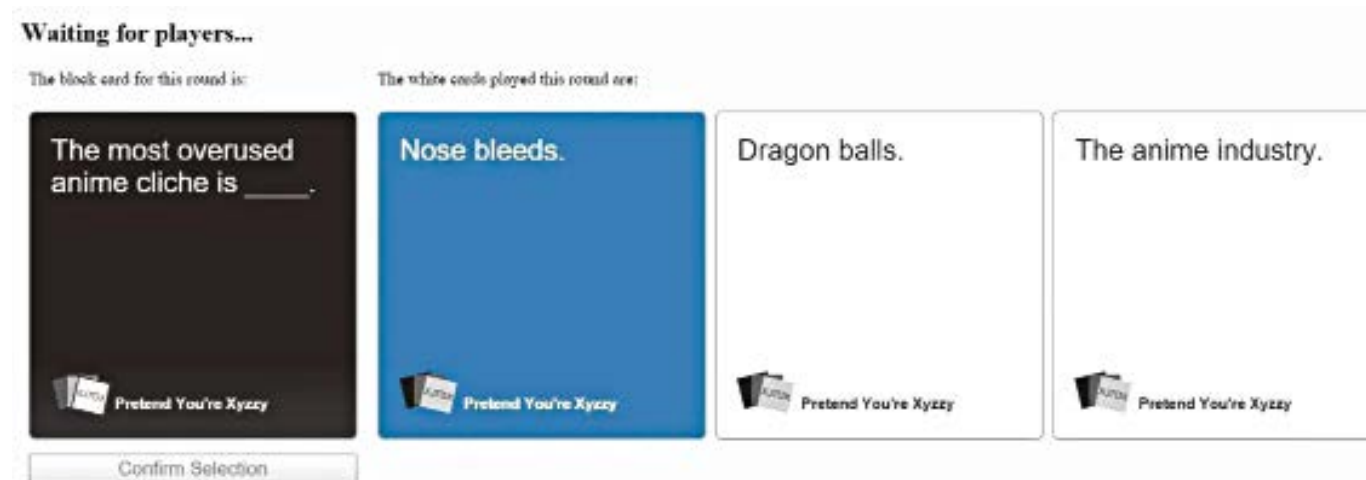 Waiting for players...
The black card for this round is:
The white cards played this round are:
The most overused
anime cliche is ____.
Pretend You're Xyzzy
Nose bleeds.
Pretend You're Xyzzy
Dragon balls.
Pretend You're Xyzzy
The anime industry.
Pretend You're Xyzzy
Confirm Selection